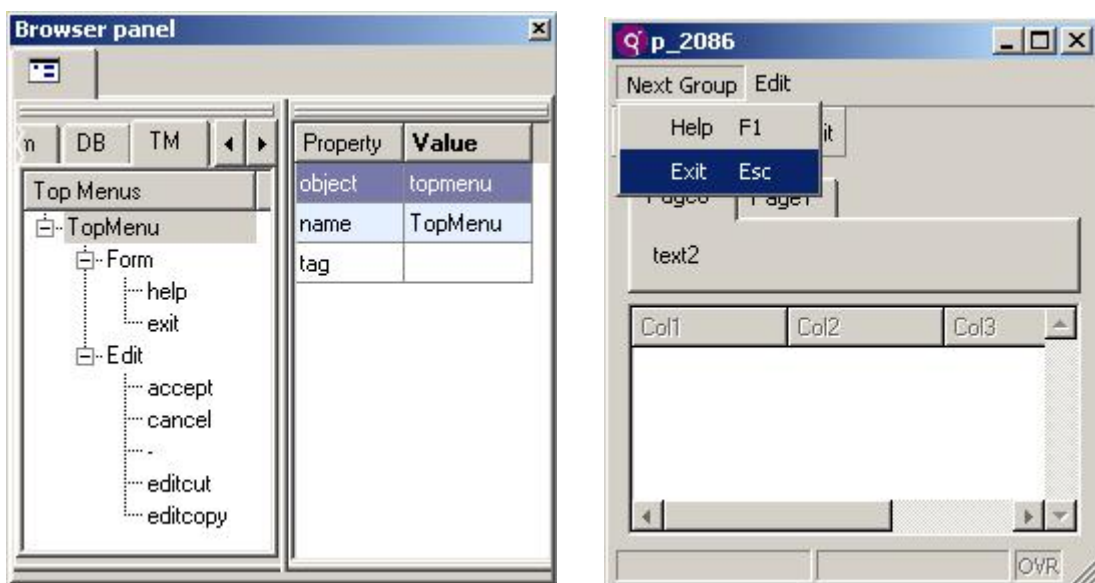 Browser panel
DB TM
Top Menus
TopMenu
Form
help
exit
Edit
accept
cancel
-
editcut
editcopy
Property Value
object topmenu
name TopMenu
tag
p_2086
Next Group Edit
Help F1
Exit Esc
Page1
text2
Col1 Col2 Col3
OVR